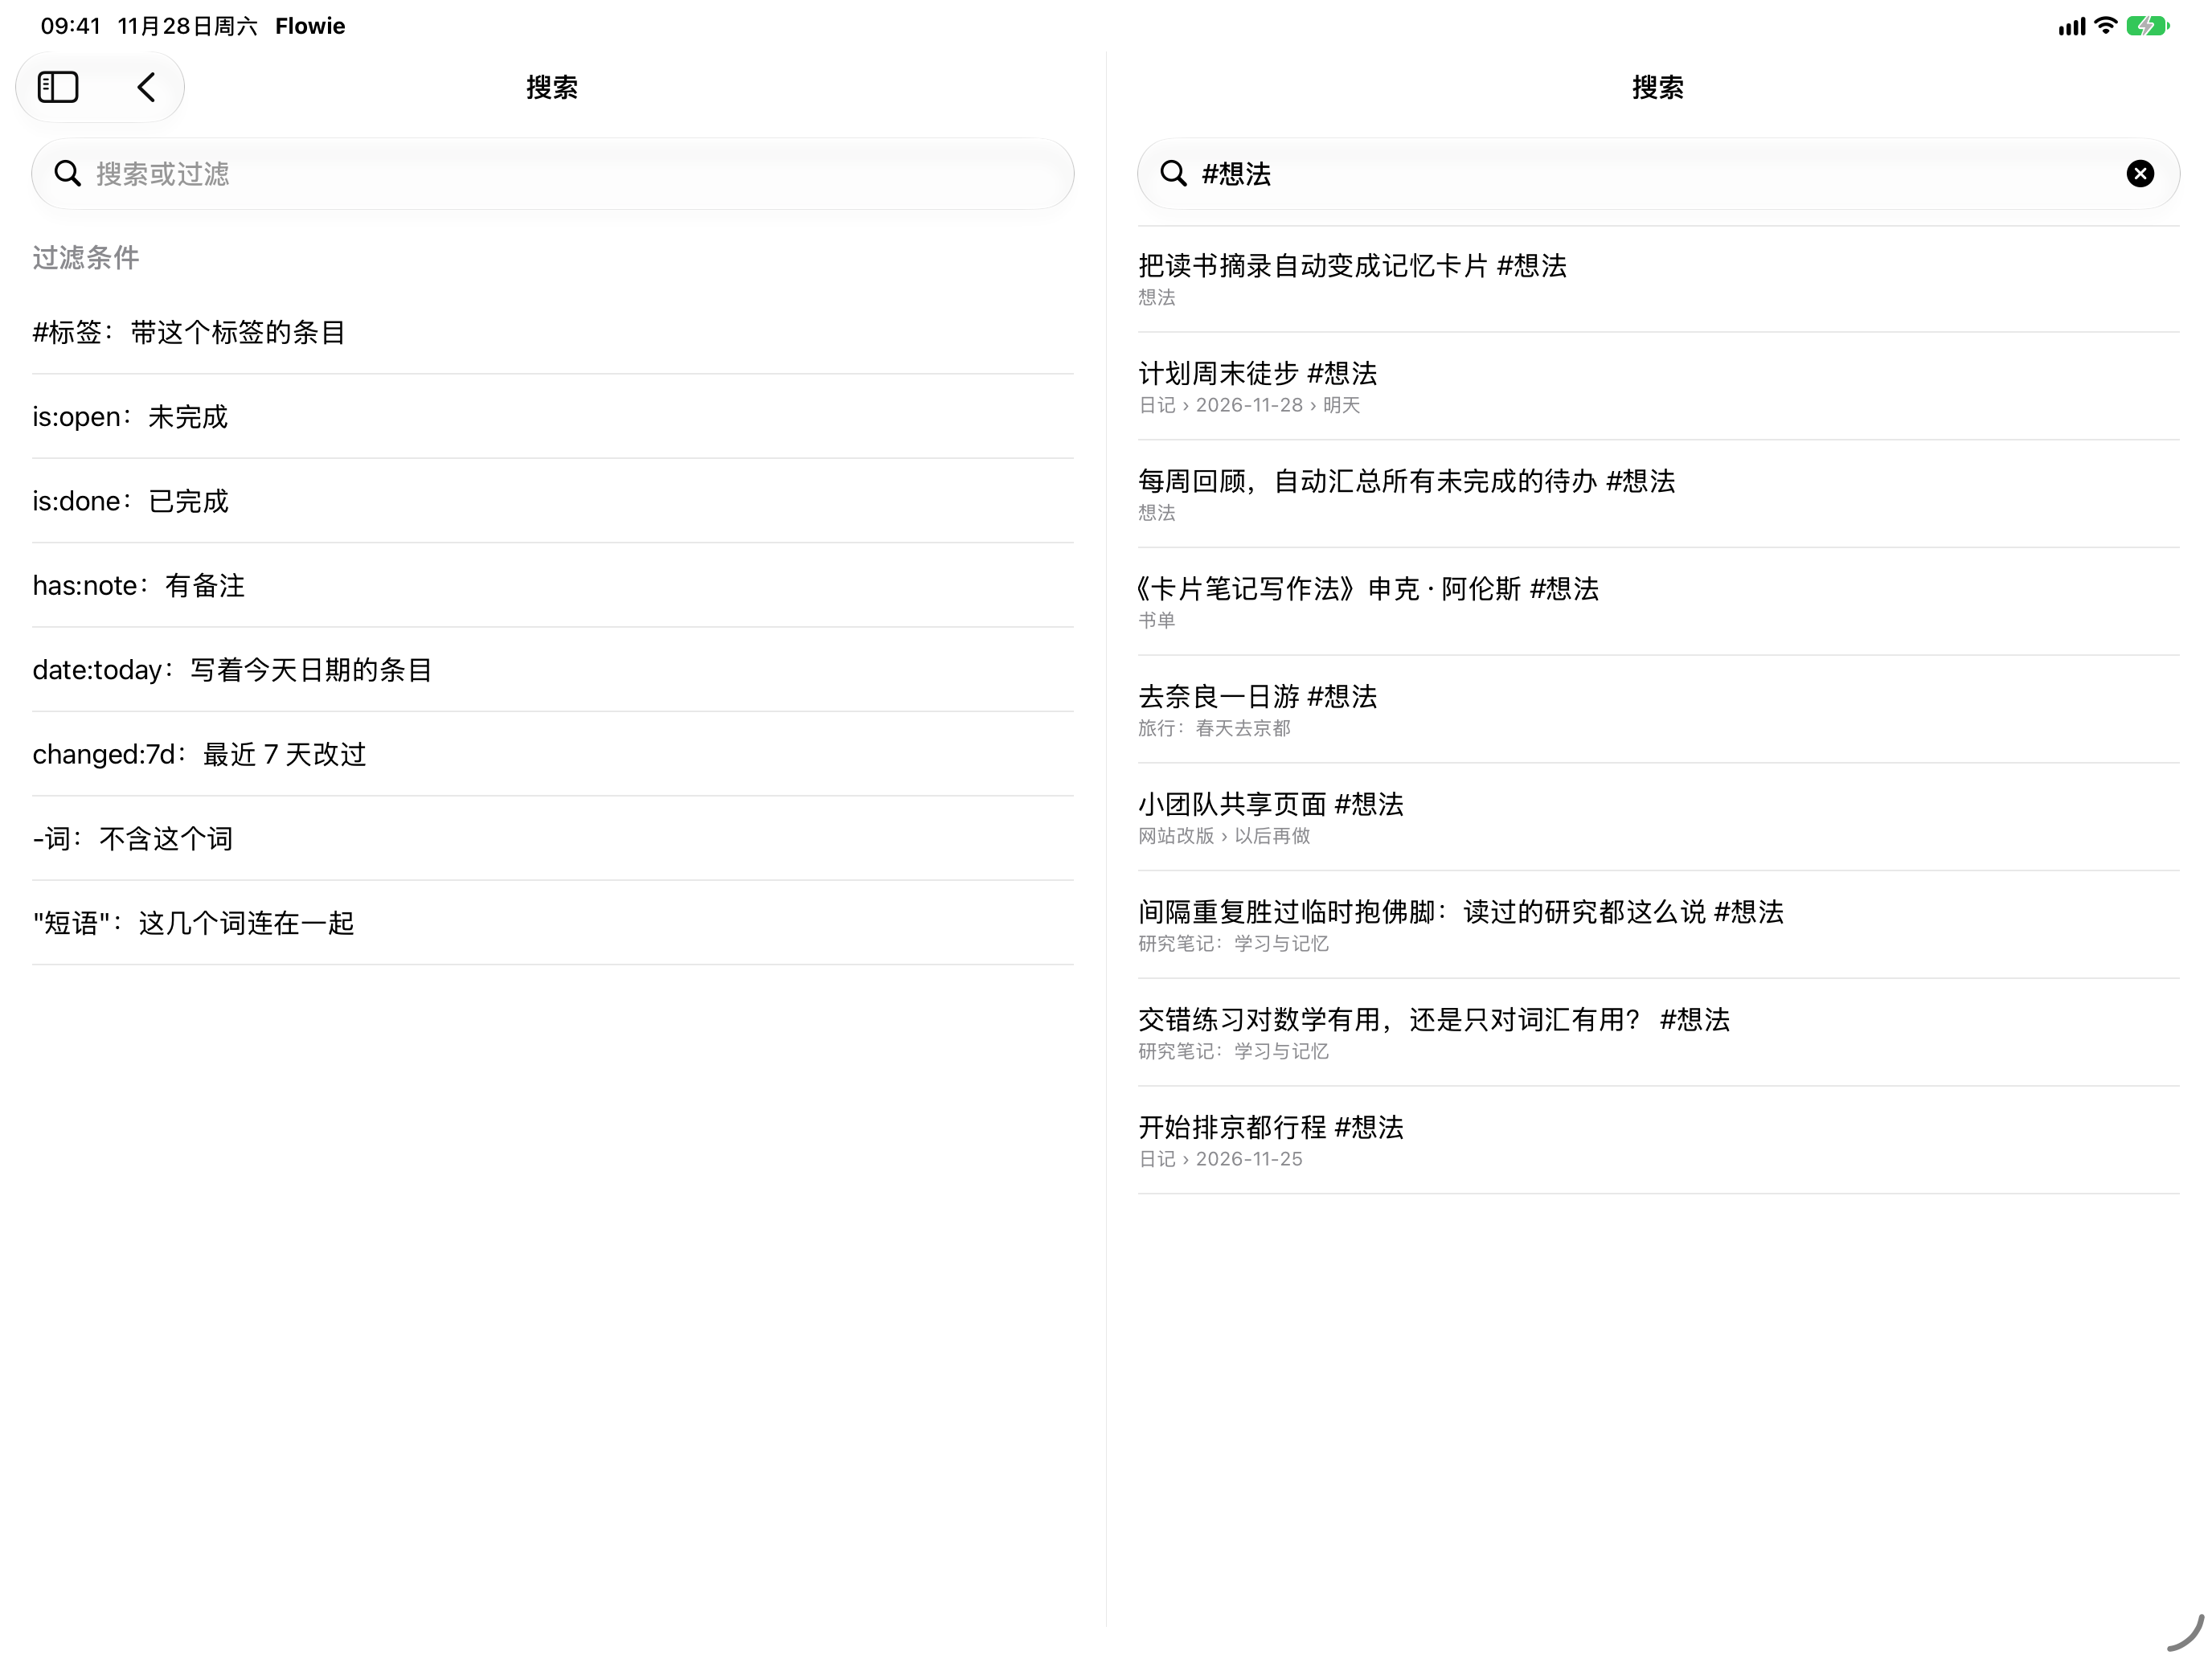 09:41 11月28日周六 Flowie
搜索
搜索或过滤
过滤条件
#标签：带这个标签的条目
is:open：未完成
is:done：已完成
has:note：有备注
date:today：写着今天日期的条目
changed:7d：最近 7 天改过
-词：不含这个词
"短语"：这几个词连在一起
搜索
#想法
把读书摘录自动变成记忆卡片 #想法
想法
计划周末徒步 #想法
日记 › 2026-11-28 › 明天
每周回顾，自动汇总所有未完成的待办 #想法
想法
《卡片笔记写作法》申克 · 阿伦斯 #想法
书单
去奈良一日游 #想法
旅行：春天去京都
小团队共享页面 #想法
网站改版 › 以后再做
间隔重复胜过临时抱佛脚：读过的研究都这么说 #想法
研究笔记：学习与记忆
交错练习对数学有用，还是只对词汇有用？ #想法
研究笔记：学习与记忆
开始排京都行程 #想法
日记 › 2026-11-25